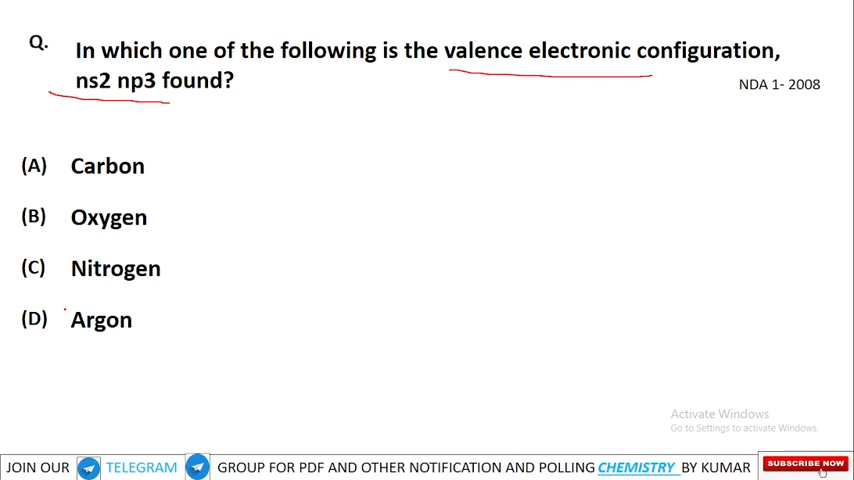 Q. In which one of the following is the valence electronic configuration,
ns2 np3 found?
NDA 1- 2008
(A) Carbon
(B) Oxygen
(C) Nitrogen
(D) Argon
Activate Windows
Go to Settings to activate Windows.
JOIN OUR TELEGRAM GROUP FOR PDF AND OTHER NOTIFICATION AND POLLING CHEMISTRY BY KUMAR SUBSCRIBE NOW